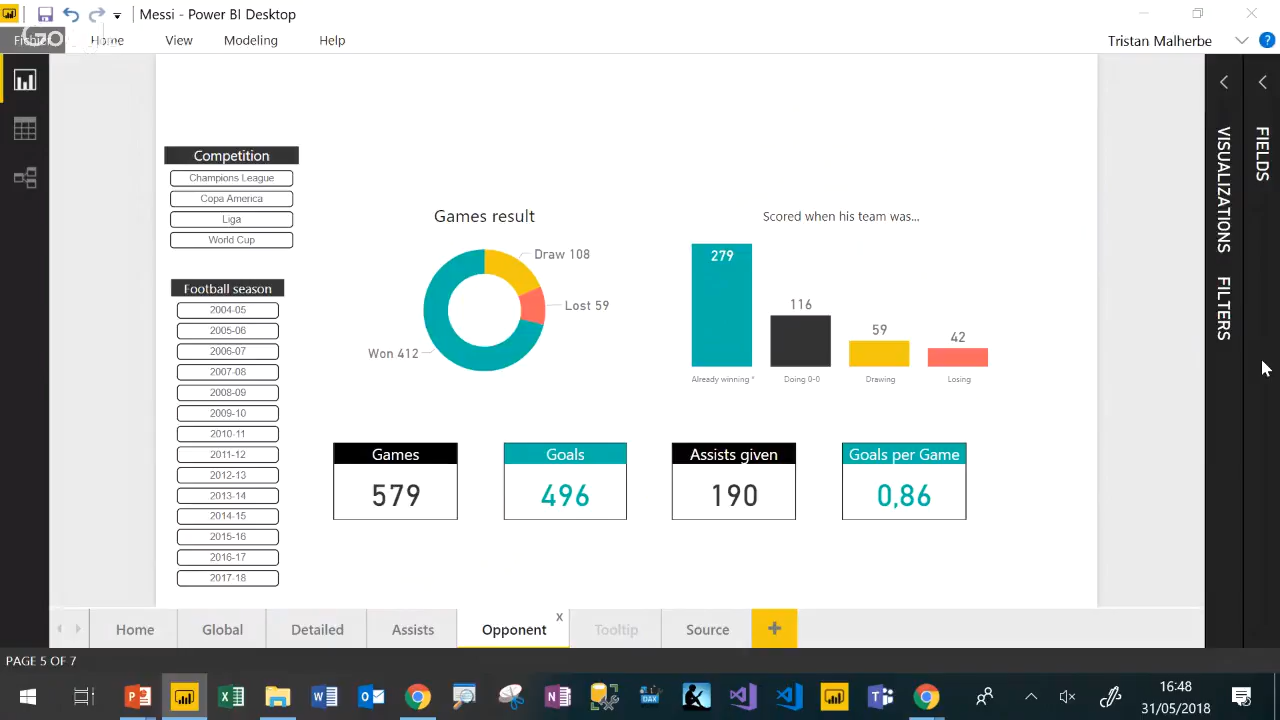 Messi - Power BI Desktop
Home View Modeling Help
Tristan Malherbe
Competition
Champions League
Copa America
Liga
World Cup
Football season
2004-05
2005-06
2006-07
2007-08
2008-09
2009-10
2010-11
2011-12
2012-13
2013-14
2014-15
2015-16
2016-17
2017-18
Games result
Draw 108
Lost 59
Won 412
Scored when his team was...
279
116
59
42
Already winning *
Doing 0-0
Drawing
Losing
Games
579
Goals
496
Assists given
190
Goals per Game
0,86
VISUALIZATIONS
FILTERS
FIELDS
Home Global Detailed Assists Opponent x Tooltip Source +
PAGE 5 OF 7
16:48
31/05/2018